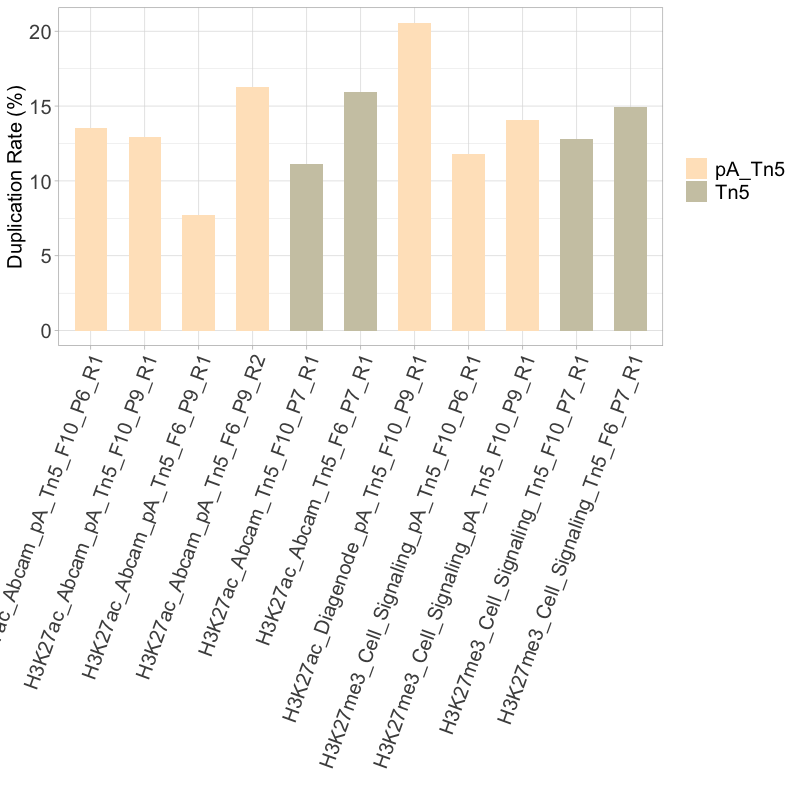 Duplication Rate (%)
20
15
10
5
0
ac_Abcam_pA_Tn5_F10_P6_R1
H3K27ac_Abcam_pA_Tn5_F10_P9_R1
H3K27ac_Abcam_pA_Tn5_F6_P9_R1
H3K27ac_Abcam_pA_Tn5_F6_P9_R2
H3K27ac_Abcam_Tn5_F10_P7_R1
H3K27ac_Abcam_Tn5_F6_P7_R1
H3K27ac_Diagenode_pA_Tn5_F10_P9_R1
H3K27me3_Cell_Signaling_pA_Tn5_F10_P6_R1
H3K27me3_Cell_Signaling_pA_Tn5_F10_P9_R1
H3K27me3_Cell_Signaling_Tn5_F10_P7_R1
H3K27me3_Cell_Signaling_Tn5_F6_P7_R1
pA_Tn5
Tn5